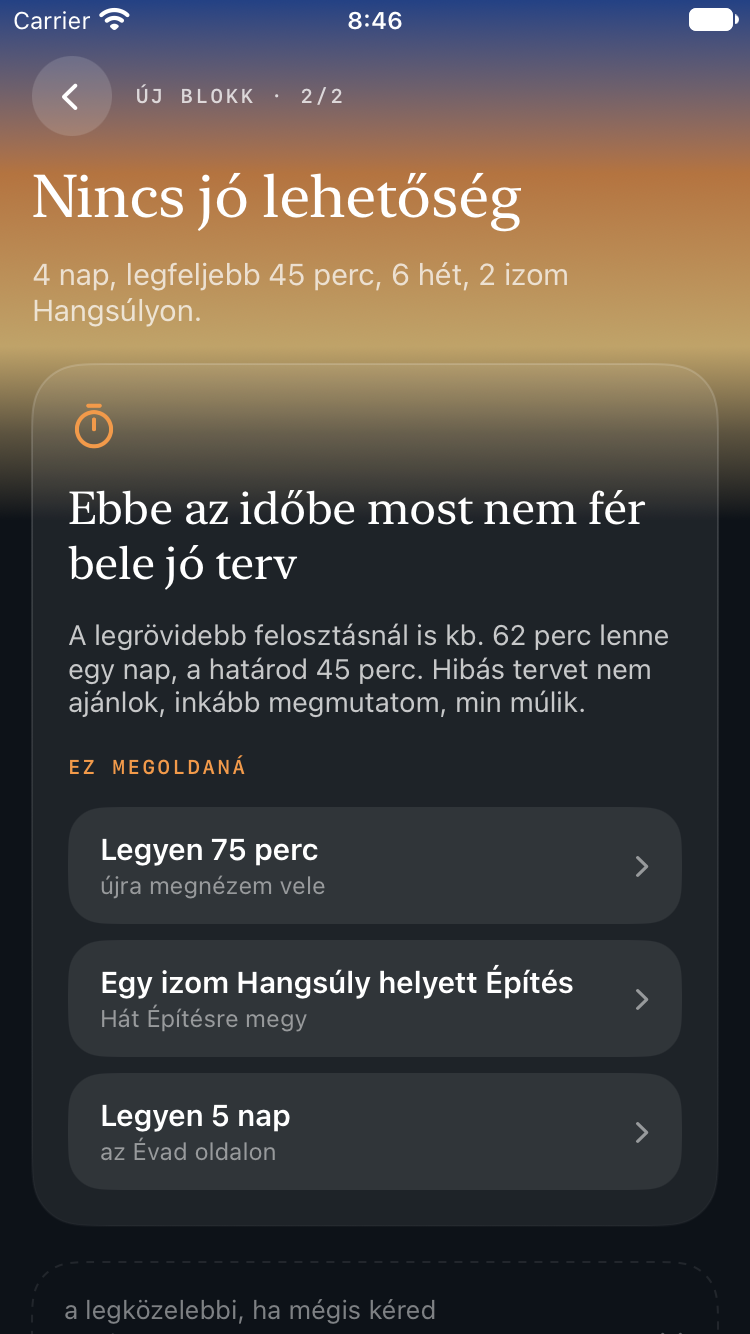 Carrier
8:46
ÚJ BLOKK · 2/2
Nincs jó lehetőség
4 nap, legfeljebb 45 perc, 6 hét, 2 izom
Hangsúlyon.
Ebbe az időbe most nem fér
bele jó terv
A legrövidebb felosztásnál is kb. 62 perc lenne
egy nap, a határod 45 perc. Hibás tervet nem
ajánlok, inkább megmutatom, min múlik.
EZ MEGOLDANÁ
Legyen 75 perc
újra megnézem vele
Egy izom Hangsúly helyett Építés
Hát Építésre megy
Legyen 5 nap
az Évad oldalon
a legközelebbi, ha mégis kéred